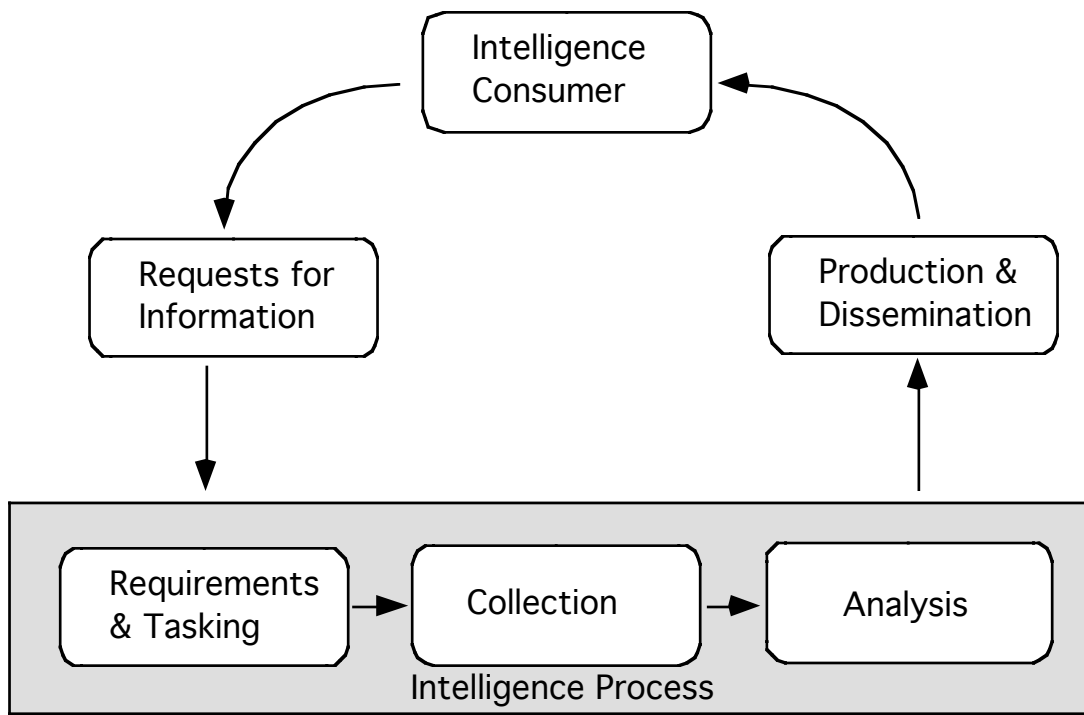 Intelligence
Consumer
Requests for
Information
Production &
Dissemination
Requirements
& Tasking
Collection
Analysis
Intelligence Process